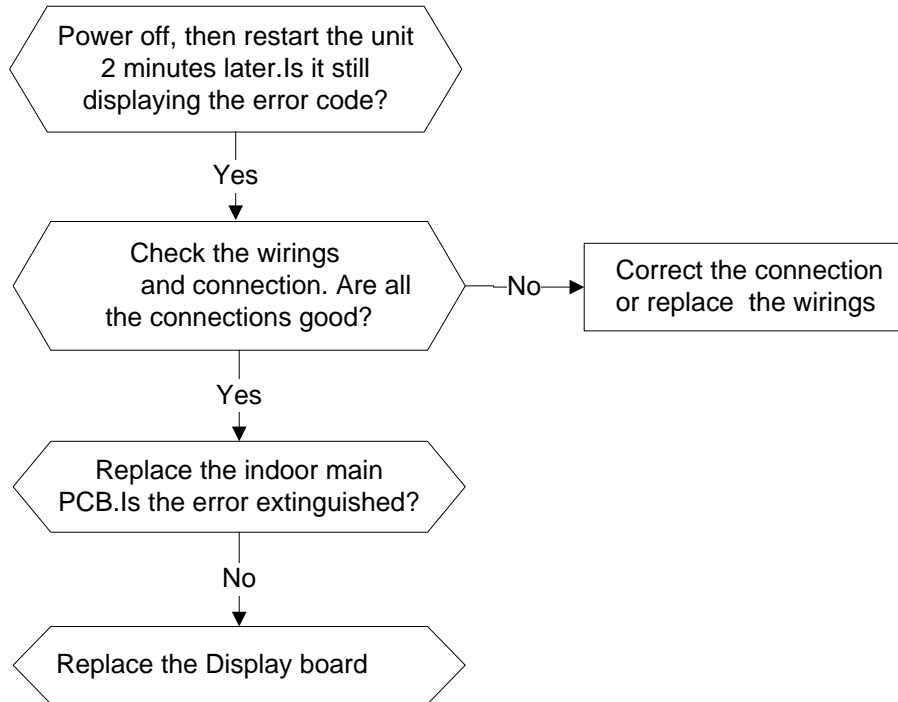 Power off, then restart the unit
2 minutes later.Is it still
displaying the error code?
Yes
Check the wirings
and connection. Are all
the connections good?
No
Correct the connection
or replace the wirings
Yes
Replace the indoor main
PCB.Is the error extinguished?
No
Replace the Display board